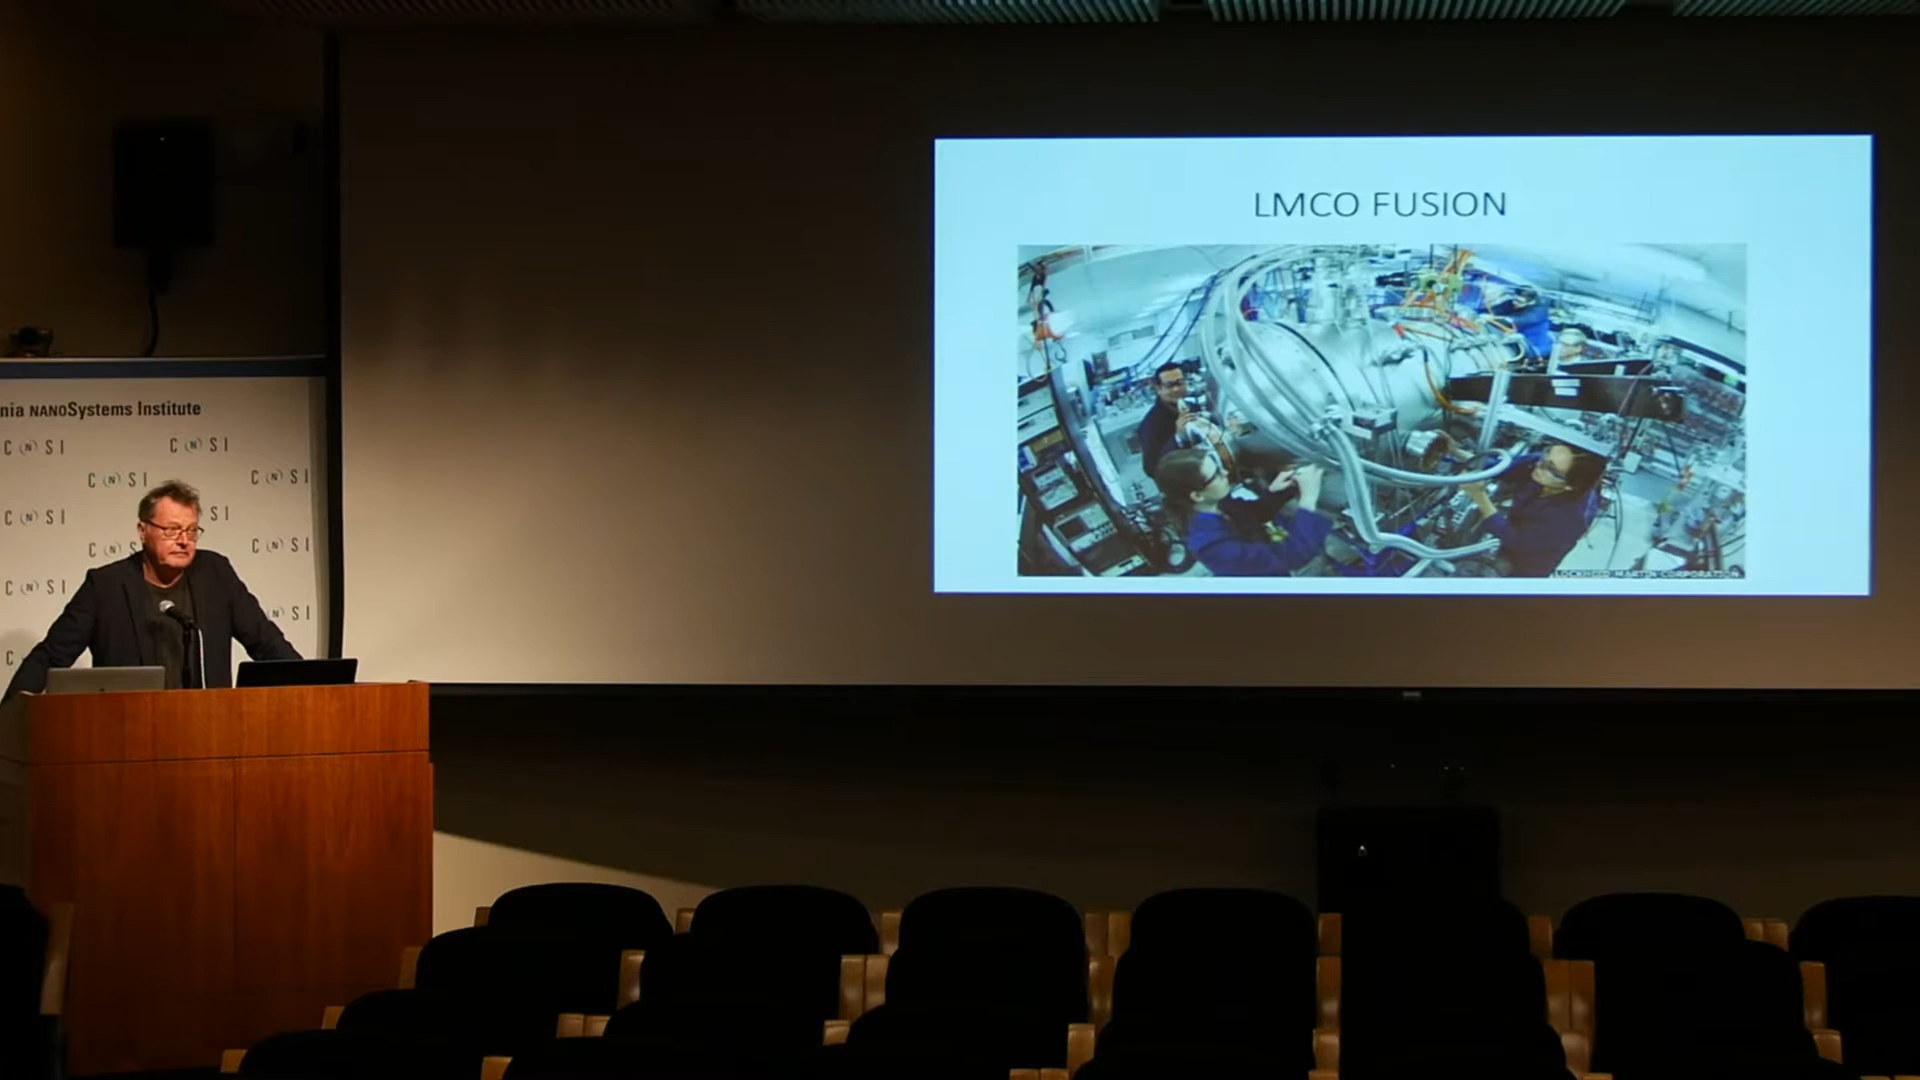 LMCO FUSION
LOCKHEED MARTIN CORPORATION
nia NANOSystems Institute
C N S I
C N S I
C N S I
C N S I
C N S I
S I
C N S
C N S I
C N S I
N S I
C